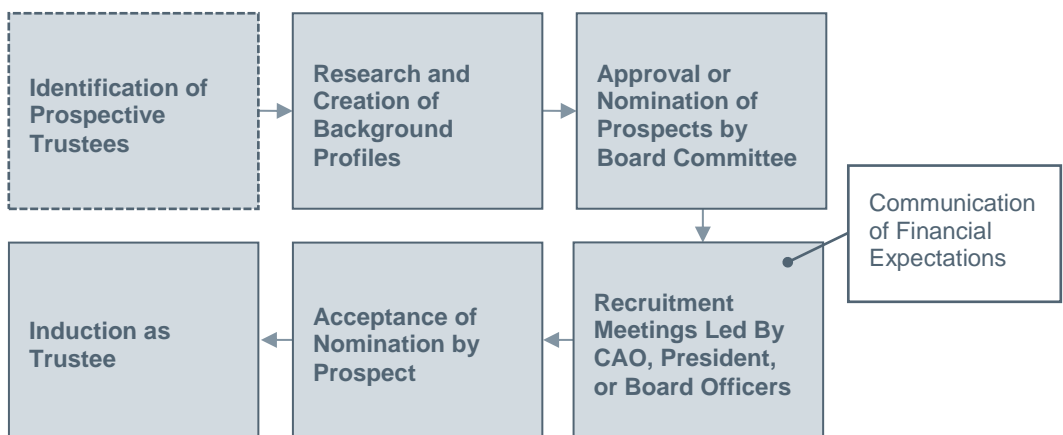 Identification of
Prospective
Trustees
Research and
Creation of
Background
Profiles
Approval or
Nomination of
Prospects by
Board Committee
Communication
of Financial
Expectations
Recruitment
Meetings Led By
CAO, President,
or Board Officers
Acceptance of
Nomination by
Prospect
Induction as
Trustee